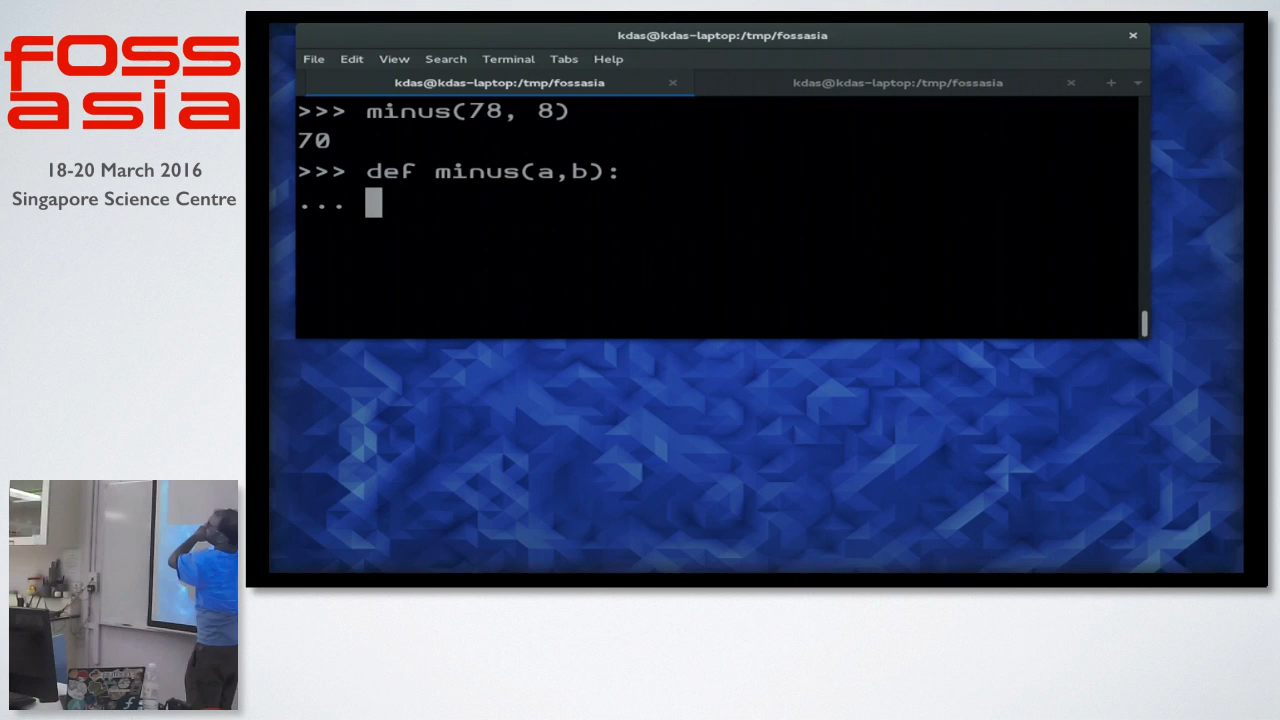 foss
asia
18-20 March 2016
Singapore Science Centre
kdas@kdas-laptop:/tmp/fossasia
File Edit View Search Terminal Tabs Help
kdas@kdas-laptop:/tmp/fossasia kdas@kdas-laptop:/tmp/fossasia
>>> minus(78, 8)
70
>>> def minus(a,b):
...